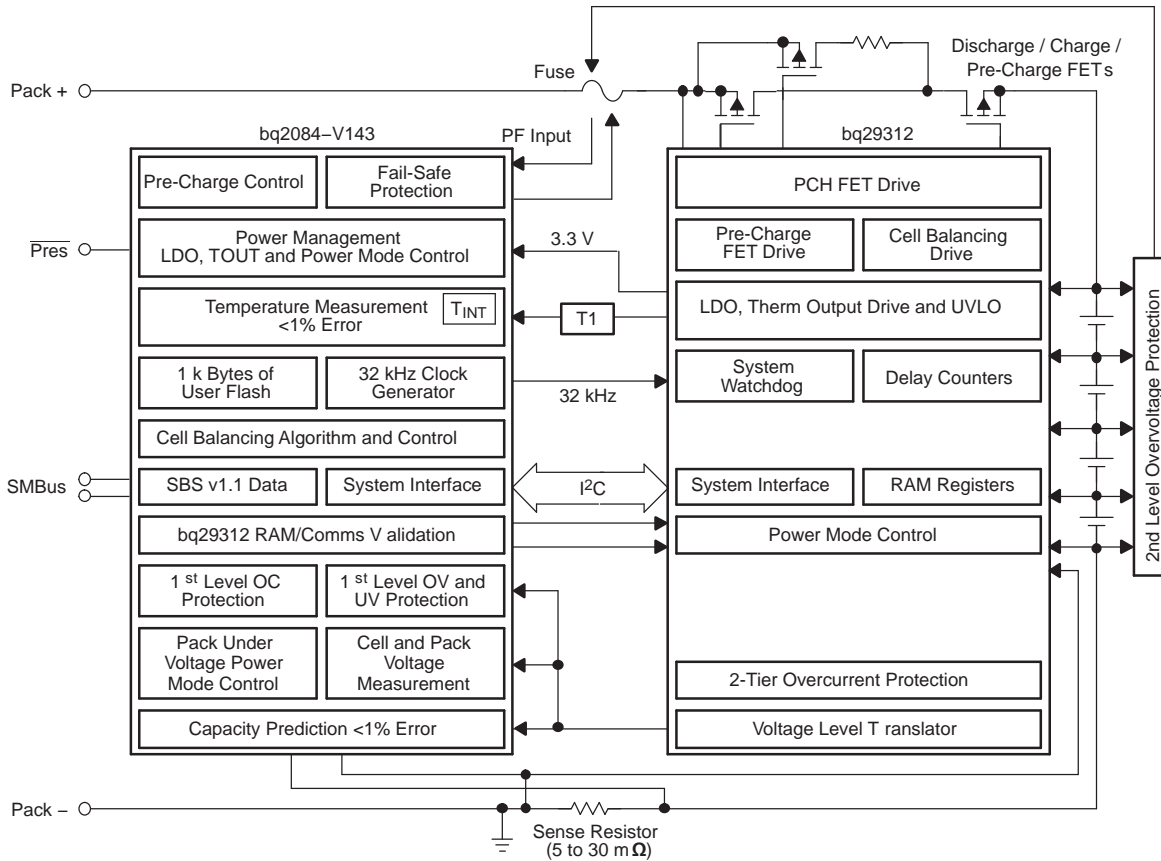 Discharge / Charge /
Pre-Charge FETs
Fuse
Pack +
bq2084–V143
PF Input
bq29312
Pre-Charge Control
Fail-Safe
Protection
PCH FET Drive
Pres
Power Management
LDO, TOUT and Power Mode Control
3.3 V
Pre-Charge
FET Drive
Cell Balancing
Drive
Temperature Measurement
<1% Error
TINT
T1
LDO, Therm Output Drive and UVLO
1 k Bytes of
User Flash
32 kHz Clock
Generator
32 kHz
System
Watchdog
Delay Counters
2nd Level Overvoltage Protection
Cell Balancing Algorithm and Control
SMBus
SBS v1.1 Data
System Interface
I2C
System Interface
RAM Registers
bq29312 RAM/Comms V alidation
Power Mode Control
1 st Level OC
Protection
1 st Level OV and
UV Protection
Pack Under
Voltage Power
Mode Control
Cell and Pack
Voltage
Measurement
2-Tier Overcurrent Protection
Capacity Prediction <1% Error
Voltage Level T ranslator
Pack –
Sense Resistor
(5 to 30 m Ω)